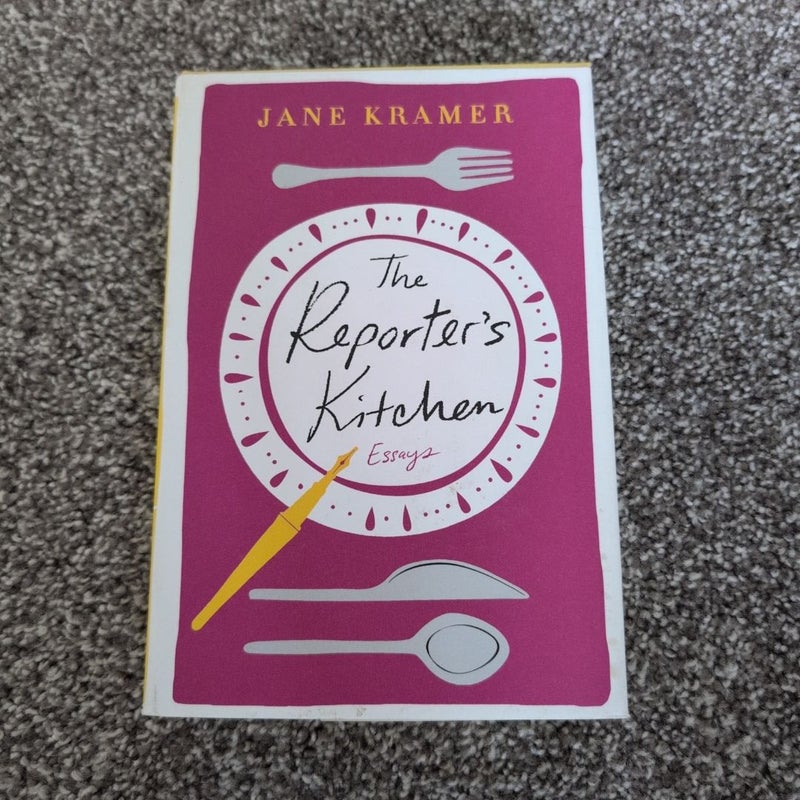 JANE KRAMER
The
Reporter's
Kitchen
Essays